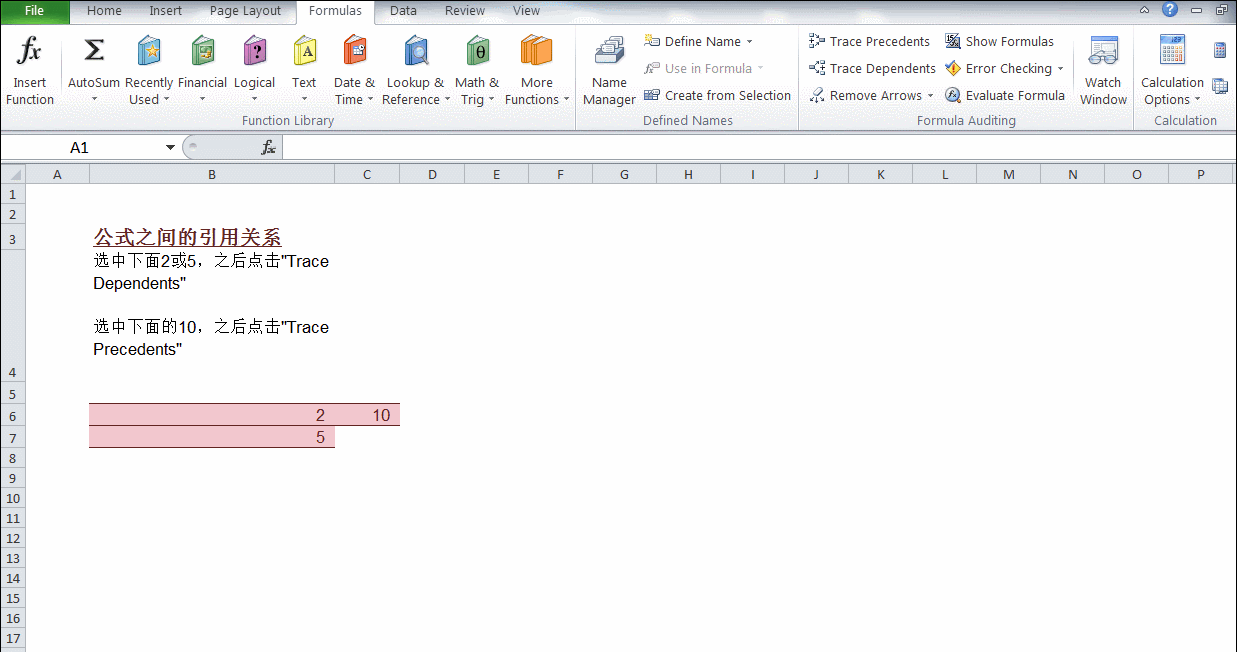 File Home Insert Page Layout Formulas Data Review View
Insert Function
AutoSum
Recently Used
Financial
Logical
Text
Date & Time
Lookup & Reference
Math & Trig
More Functions
Function Library
Name Manager
Define Name
Use in Formula
Create from Selection
Defined Names
Trace Precedents
Trace Dependents
Remove Arrows
Show Formulas
Error Checking
Evaluate Formula
Formula Auditing
Watch Window
Calculation Options
Calculation
A1 fx
A B C D E F G H I J K L M N O P
1
2
3 公式之间的引用关系
选中下面2或5，之后点击"Trace
Dependents"
选中下面的10，之后点击"Trace
Precedents"
4
5
6 2 10
7 5
8
9
10
11
12
13
14
15
16
17